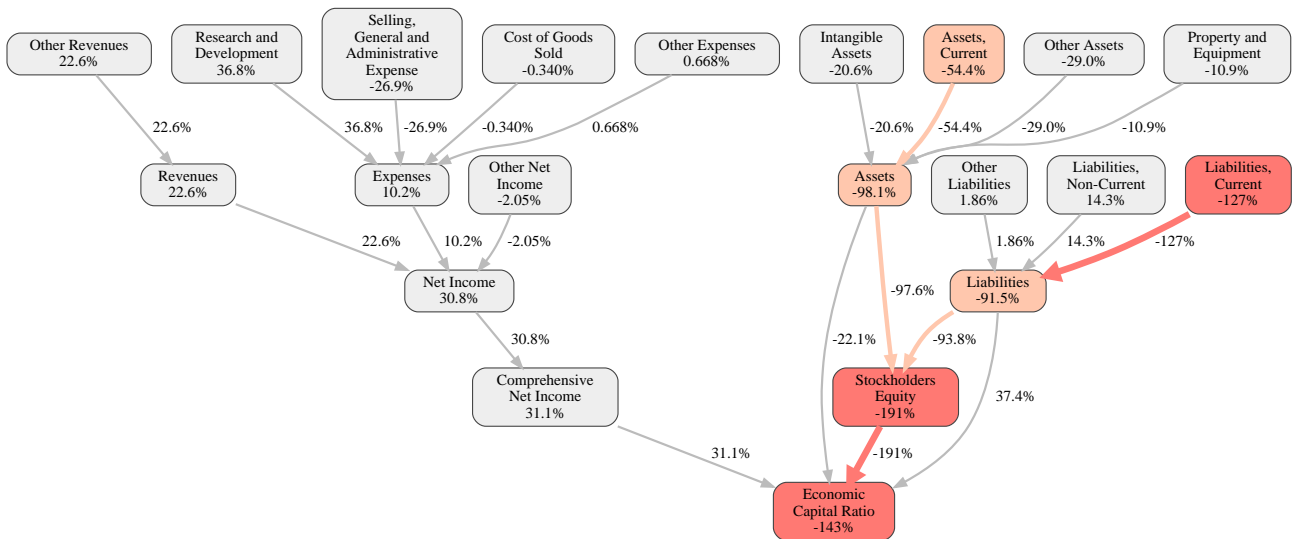 Other Revenues
22.6%
Research and
Development
36.8%
Selling,
General and
Administrative
Expense
-26.9%
Cost of Goods
Sold
-0.340%
Other Expenses
0.668%
Intangible
Assets
-20.6%
Assets,
Current
-54.4%
Other Assets
-29.0%
Property and
Equipment
-10.9%
22.6%
36.8%
-26.9%
-0.340%
0.668%
-20.6%
-54.4%
-29.0%
-10.9%
Revenues
22.6%
Expenses
10.2%
Other Net
Income
-2.05%
Assets
-98.1%
Other
Liabilities
1.86%
Liabilities,
Non-Current
14.3%
Liabilities,
Current
-127%
22.6%
10.2%
-2.05%
1.86%
14.3%
-127%
Net Income
30.8%
-97.6%
Liabilities
-91.5%
30.8%
-22.1%
-93.8%
Comprehensive
Net Income
31.1%
Stockholders
Equity
-191%
37.4%
31.1%
-191%
Economic
Capital Ratio
-143%